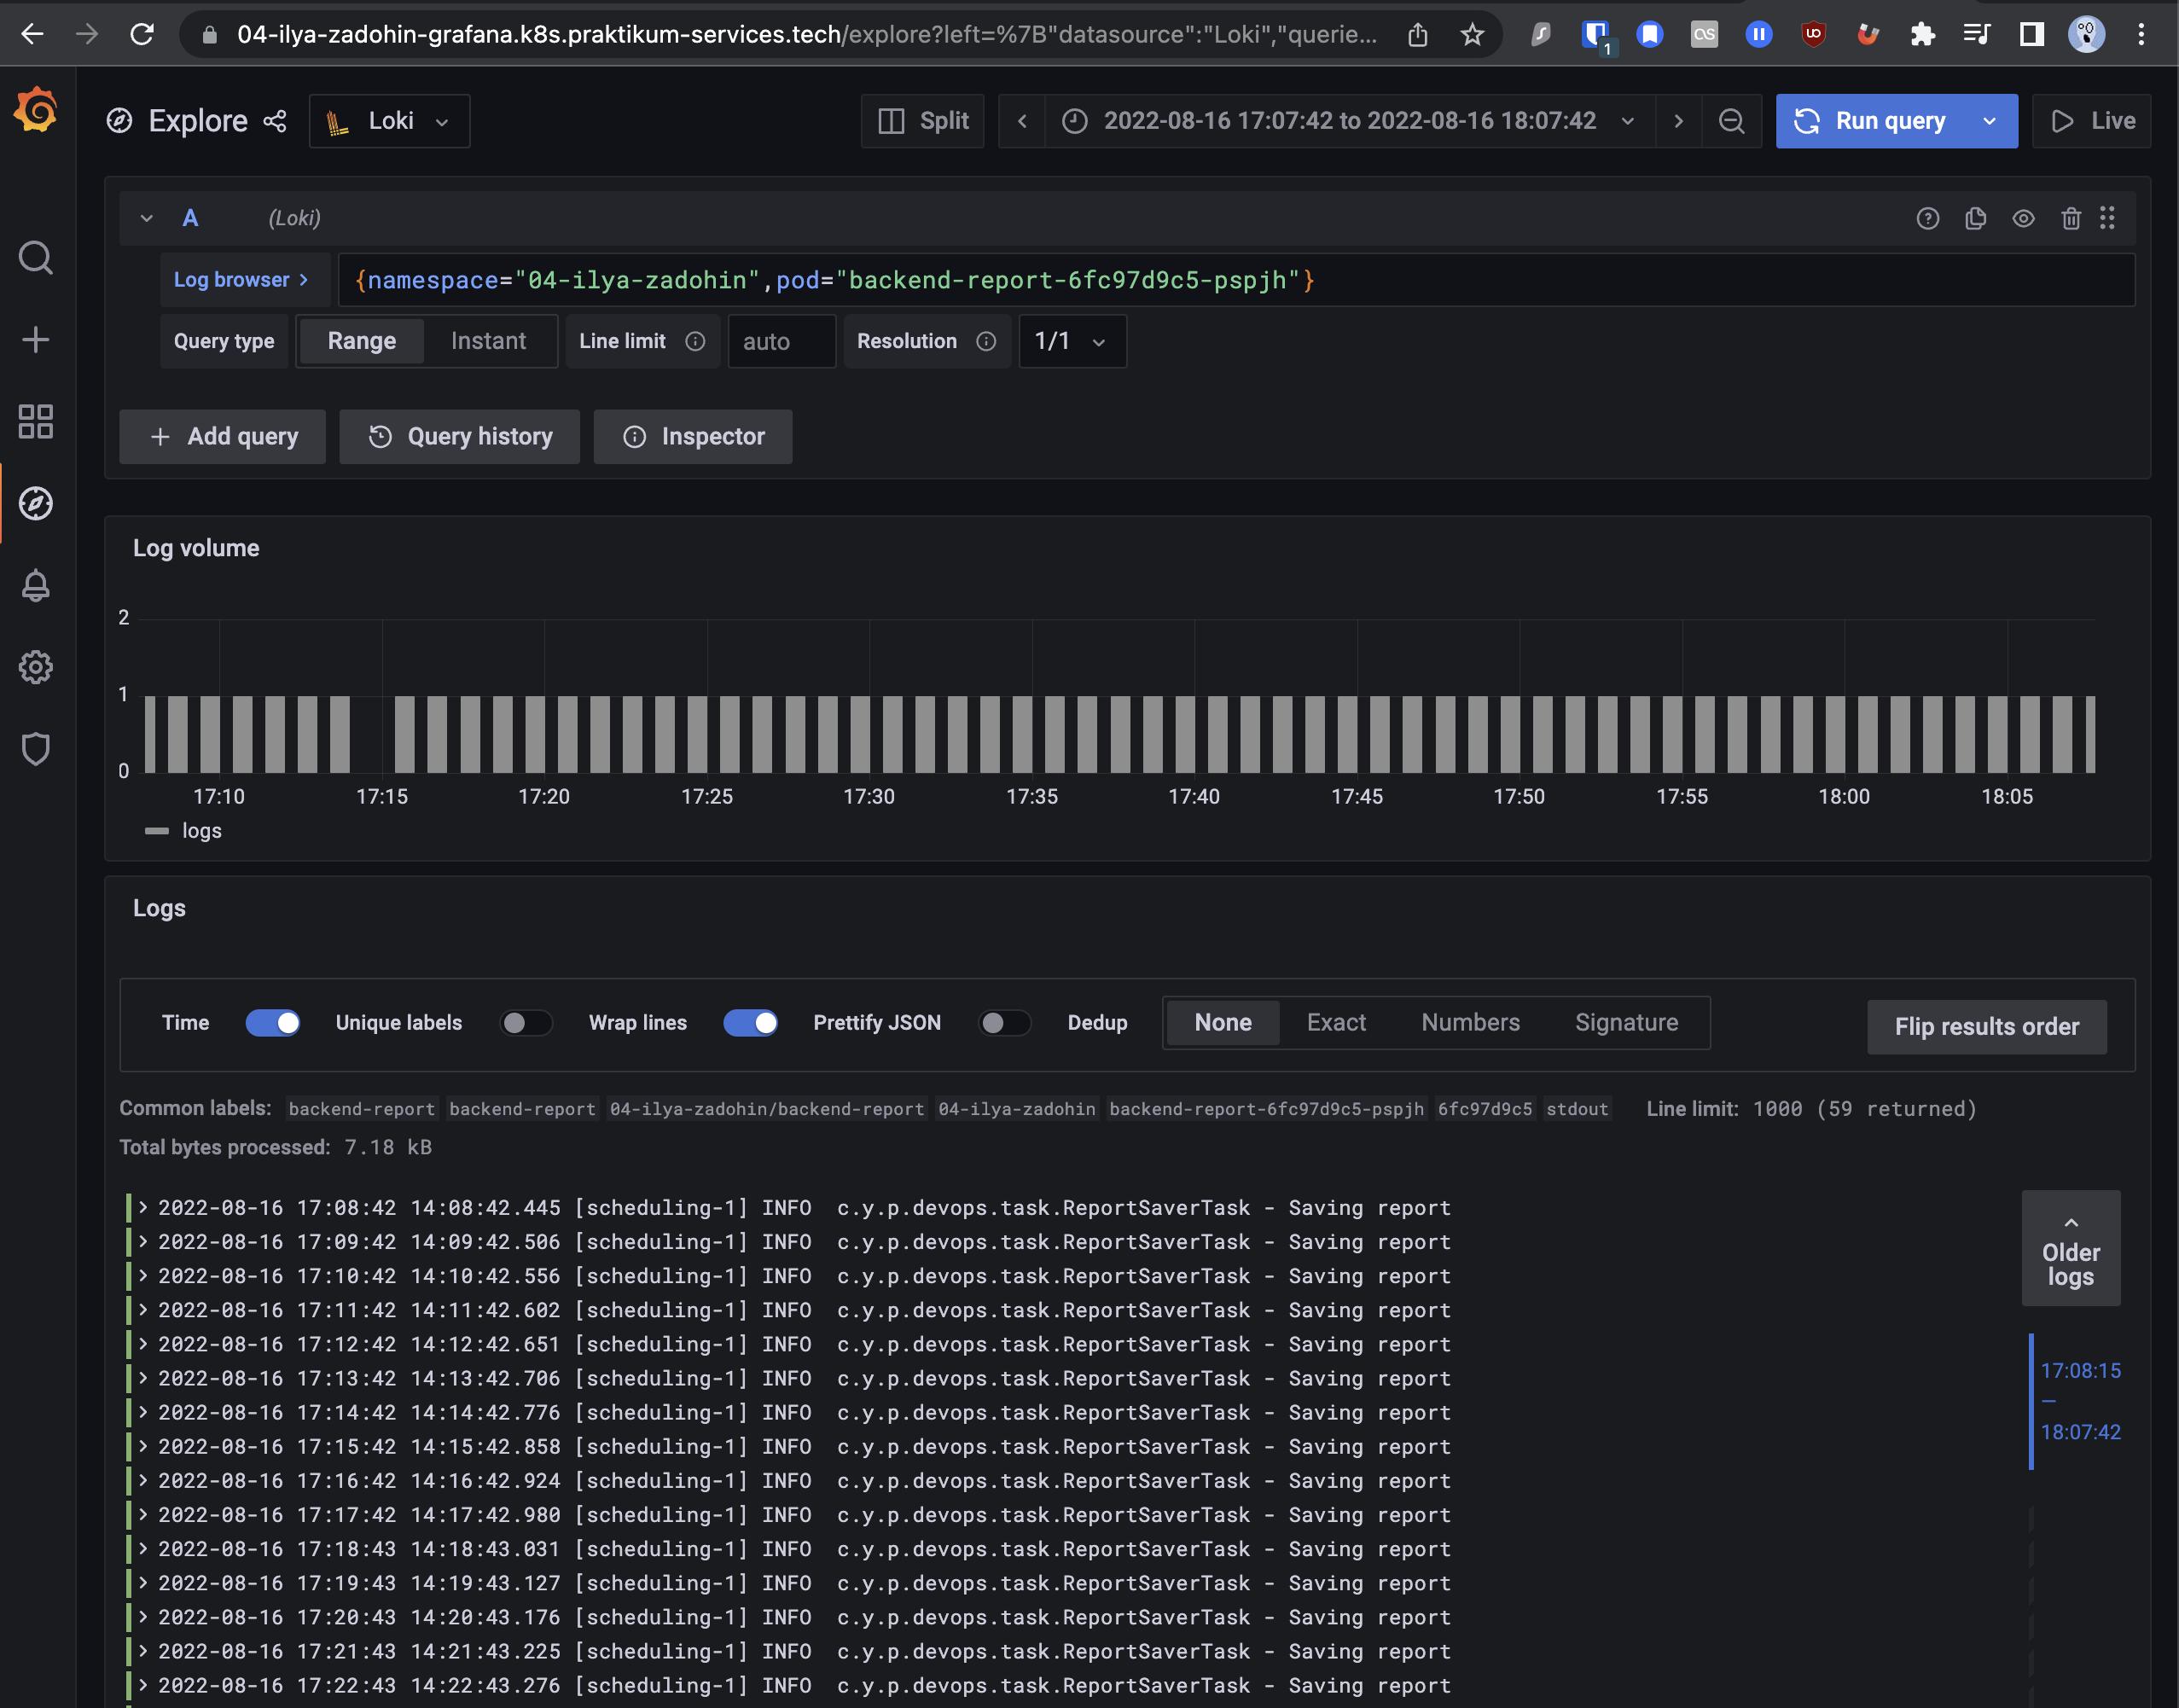 04-ilya-zadohin-grafana.k8s.praktikum-services.tech/explore?left=%7B"datasource":"Loki","querie...
1
Explore
Loki
Split
2022-08-16 17:07:42 to 2022-08-16 18:07:42
Run query
Live
A (Loki)
Log browser
{namespace="04-ilya-zadohin",pod="backend-report-6fc97d9c5-pspjh"}
Query type Range Instant Line limit auto Resolution 1/1
+ Add query Query history Inspector
Log volume
2
1
0
17:10 17:15 17:20 17:25 17:30 17:35 17:40 17:45 17:50 17:55 18:00 18:05
logs
Logs
Time Unique labels Wrap lines Prettify JSON Dedup None Exact Numbers Signature Flip results order
Common labels: backend-report backend-report 04-ilya-zadohin/backend-report 04-ilya-zadohin backend-report-6fc97d9c5-pspjh 6fc97d9c5 stdout Line limit: 1000 (59 returned)
Total bytes processed: 7.18 kB
2022-08-16 17:08:42 14:08:42.445 [scheduling-1] INFO  c.y.p.devops.task.ReportSaverTask - Saving report
2022-08-16 17:09:42 14:09:42.506 [scheduling-1] INFO  c.y.p.devops.task.ReportSaverTask - Saving report
2022-08-16 17:10:42 14:10:42.556 [scheduling-1] INFO  c.y.p.devops.task.ReportSaverTask - Saving report
2022-08-16 17:11:42 14:11:42.602 [scheduling-1] INFO  c.y.p.devops.task.ReportSaverTask - Saving report
2022-08-16 17:12:42 14:12:42.651 [scheduling-1] INFO  c.y.p.devops.task.ReportSaverTask - Saving report
2022-08-16 17:13:42 14:13:42.706 [scheduling-1] INFO  c.y.p.devops.task.ReportSaverTask - Saving report
2022-08-16 17:14:42 14:14:42.776 [scheduling-1] INFO  c.y.p.devops.task.ReportSaverTask - Saving report
2022-08-16 17:15:42 14:15:42.858 [scheduling-1] INFO  c.y.p.devops.task.ReportSaverTask - Saving report
2022-08-16 17:16:42 14:16:42.924 [scheduling-1] INFO  c.y.p.devops.task.ReportSaverTask - Saving report
2022-08-16 17:17:42 14:17:42.980 [scheduling-1] INFO  c.y.p.devops.task.ReportSaverTask - Saving report
2022-08-16 17:18:43 14:18:43.031 [scheduling-1] INFO  c.y.p.devops.task.ReportSaverTask - Saving report
2022-08-16 17:19:43 14:19:43.127 [scheduling-1] INFO  c.y.p.devops.task.ReportSaverTask - Saving report
2022-08-16 17:20:43 14:20:43.176 [scheduling-1] INFO  c.y.p.devops.task.ReportSaverTask - Saving report
2022-08-16 17:21:43 14:21:43.225 [scheduling-1] INFO  c.y.p.devops.task.ReportSaverTask - Saving report
2022-08-16 17:22:43 14:22:43.276 [scheduling-1] INFO  c.y.p.devops.task.ReportSaverTask - Saving report
Older
logs
17:08:15
—
18:07:42